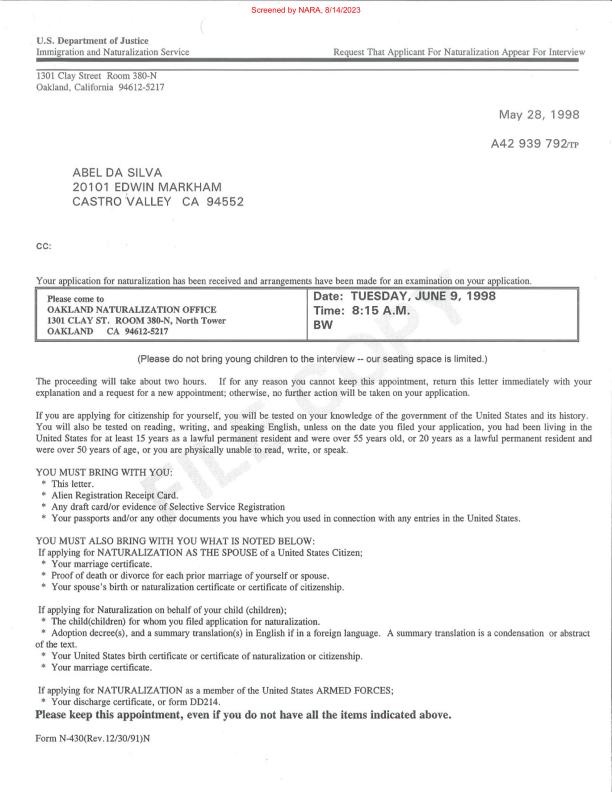 Screened by NARA, 8/14/2023
U.S. Department of Justice
Immigration and Naturalization Service Request That Applicant For Naturalization Appear For Interview
1301 Clay Street Room 380-N
Oakland, California 94612-5217
May 28, 1998
A42 939 792/TP
ABEL DA SILVA
20101 EDWIN MARKHAM
CASTRO VALLEY CA 94552
CC:
Your application for naturalization has been received and arrangements have been made for an examination on your application.
Please come to
OAKLAND NATURALIZATION OFFICE
1301 CLAY ST. ROOM 380-N, North Tower
OAKLAND CA 94612-5217
Date: TUESDAY, JUNE 9, 1998
Time: 8:15 A.M.
BW
FILE COPY
(Please do not bring young children to the interview -- our seating space is limited.)
The proceeding will take about two hours. If for any reason you cannot keep this appointment, return this letter immediately with your
explanation and a request for a new appointment; otherwise, no further action will be taken on your application.
If you are applying for citizenship for yourself, you will be tested on your knowledge of the government of the United States and its history.
You will also be tested on reading, writing, and speaking English, unless on the date you filed your application, you had been living in the
United States for at least 15 years as a lawful permanent resident and were over 55 years old, or 20 years as a lawful permanent resident and
were over 50 years of age, or you are physically unable to read, write, or speak.
YOU MUST BRING WITH YOU:
* This letter.
* Alien Registration Receipt Card.
* Any draft card/or evidence of Selective Service Registration
* Your passports and/or any other documents you have which you used in connection with any entries in the United States.
YOU MUST ALSO BRING WITH YOU WHAT IS NOTED BELOW:
If applying for NATURALIZATION AS THE SPOUSE of a United States Citizen;
* Your marriage certificate.
* Proof of death or divorce for each prior marriage of yourself or spouse.
* Your spouse's birth or naturalization certificate or certificate of citizenship.
If applying for Naturalization on behalf of your child (children);
* The child(children) for whom you filed application for naturalization.
* Adoption decree(s), and a summary translation(s) in English if in a foreign language. A summary translation is a condensation or abstract
of the text.
* Your United States birth certificate or certificate of naturalization or citizenship.
* Your marriage certificate.
If applying for NATURALIZATION as a member of the United States ARMED FORCES;
* Your discharge certificate, or form DD214.
Please keep this appointment, even if you do not have all the items indicated above.
Form N-430(Rev.12/30/91)N